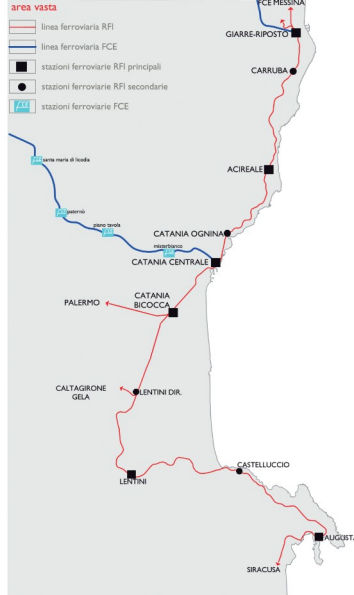 area vasta
linea ferroviaria RFI
linea ferroviaria FCE
stazioni ferroviarie RFI principali
stazioni ferroviarie RFI secondarie
stazioni ferroviarie FCE
FCE MESSINA
GIARRE-RIPOSTO
CARRUBA
santa maria di licodia
ACIREALE
paternò
piano tavola
CATANIA OGNINA
misterbianco
CATANIA CENTRALE
PALERMO
CATANIA
BICOCCA
CALTAGIRONE
GELA
LENTINI DIR.
CASTELLUCCIO
LENTINI
AUGUSTA
SIRACUSA